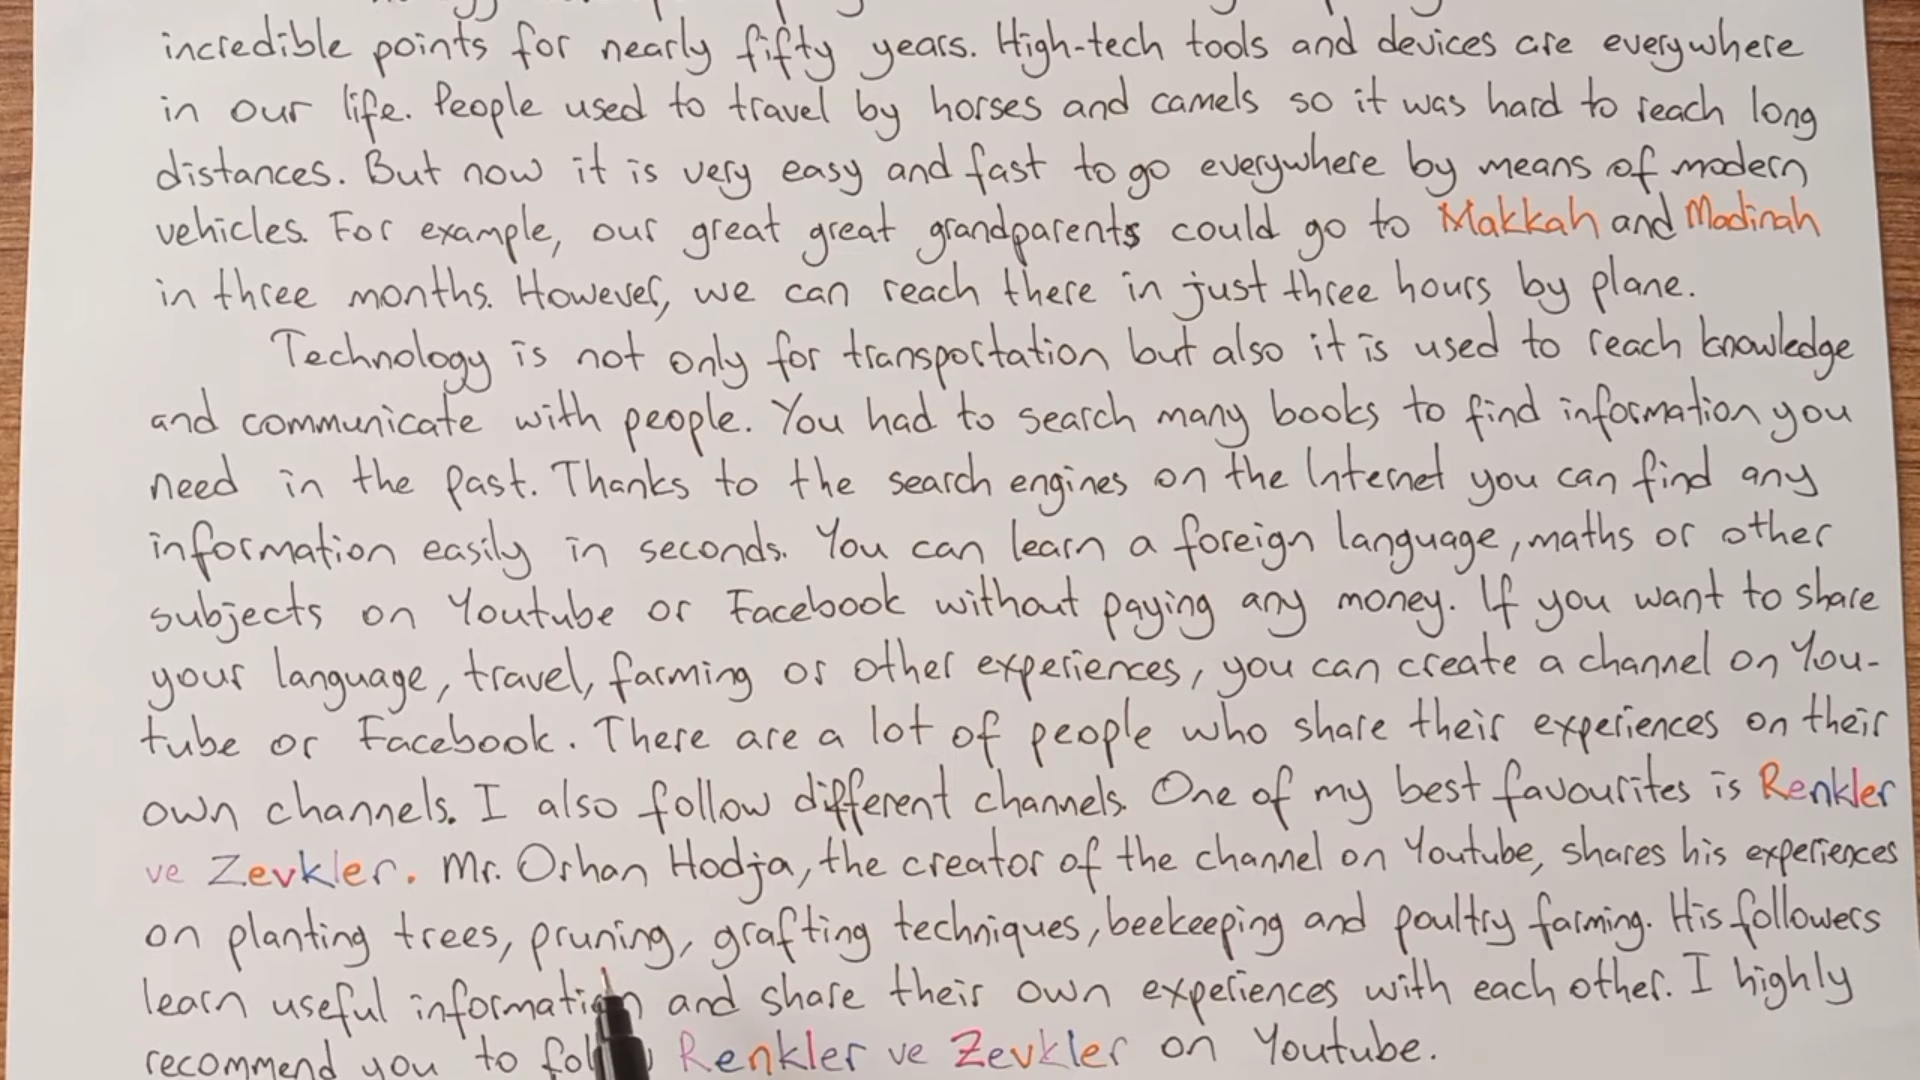 incredible points for nearly fifty years. High-tech tools and devices are everywhere
in our life. People used to travel by horses and camels so it was hard to reach long
distances. But now it is very easy and fast to go everywhere by means of modern
vehicles. For example, our great great grandparents could go to Makkah and Madinah
in three months. However, we can reach there in just three hours by plane.
Technology is not only for transportation but also it is used to reach knowledge
and communicate with people. You had to search many books to find information you
need in the past. Thanks to the search engines on the Internet you can find any
information easily in seconds. You can learn a foreign language, maths or other
subjects on Youtube or Facebook without paying any money. If you want to share
your language, travel, farming or other experiences, you can create a channel on You-
tube or Facebook. There are a lot of people who share their experiences on their
own channels. I also follow different channels. One of my best favourites is Renkler
ve Zevkler. Mr. Orhan Hodja, the creator of the channel on Youtube, shares his experiences
on planting trees, pruning, grafting techniques, beekeeping and poultry farming. His followers
learn useful information and share their own experiences with each other. I highly
recommend you to Renkler ve Zevkler on Youtube.